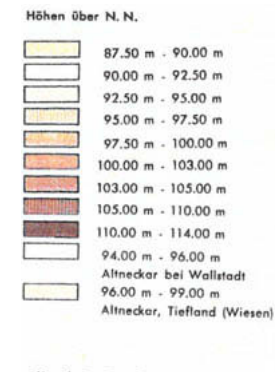 Höhen über N. N.
87.50 m - 90.00 m
90.00 m - 92.50 m
92.50 m - 95.00 m
95.00 m - 97.50 m
97.50 m - 100.00 m
100.00 m - 103.00 m
103.00 m - 105.00 m
105.00 m - 110.00 m
110.00 m - 114.00 m
94.00 m - 96.00 m
Altneckar bei Wallstadt
96.00 m - 99.00 m
Altneckar, Tiefland (Wiesen)